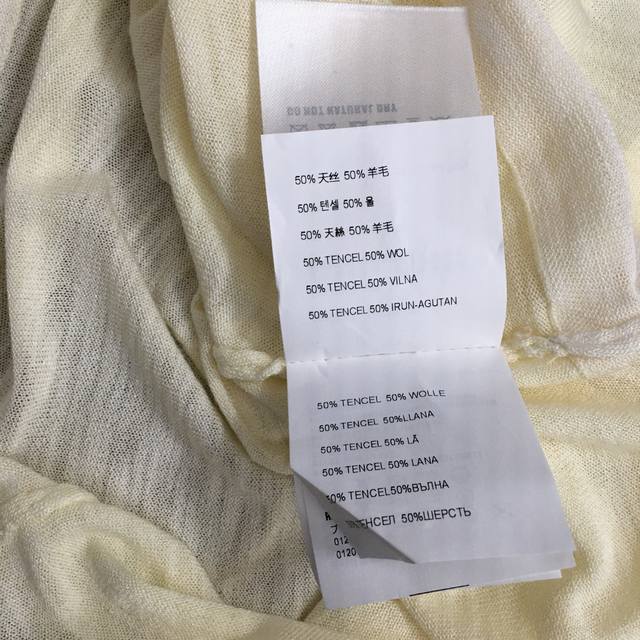 DO NOT NATURAL DRY
50% 天丝 50% 羊毛
50% 텐셀 50% 울
50% 天絲 50% 羊毛
50% TENCEL 50% WOL
50% TENCEL 50% VILNA
50% TENCEL 50% IRUN-AGUTAN
50% TENCEL 50% WOLLE
50% TENCEL 50%LLANA
50% TENCEL 50% LÃ
50% TENCEL 50% LANA
50% TENCEL50%ВЪЛНА
50%ШЕРСТЬ
012
0120